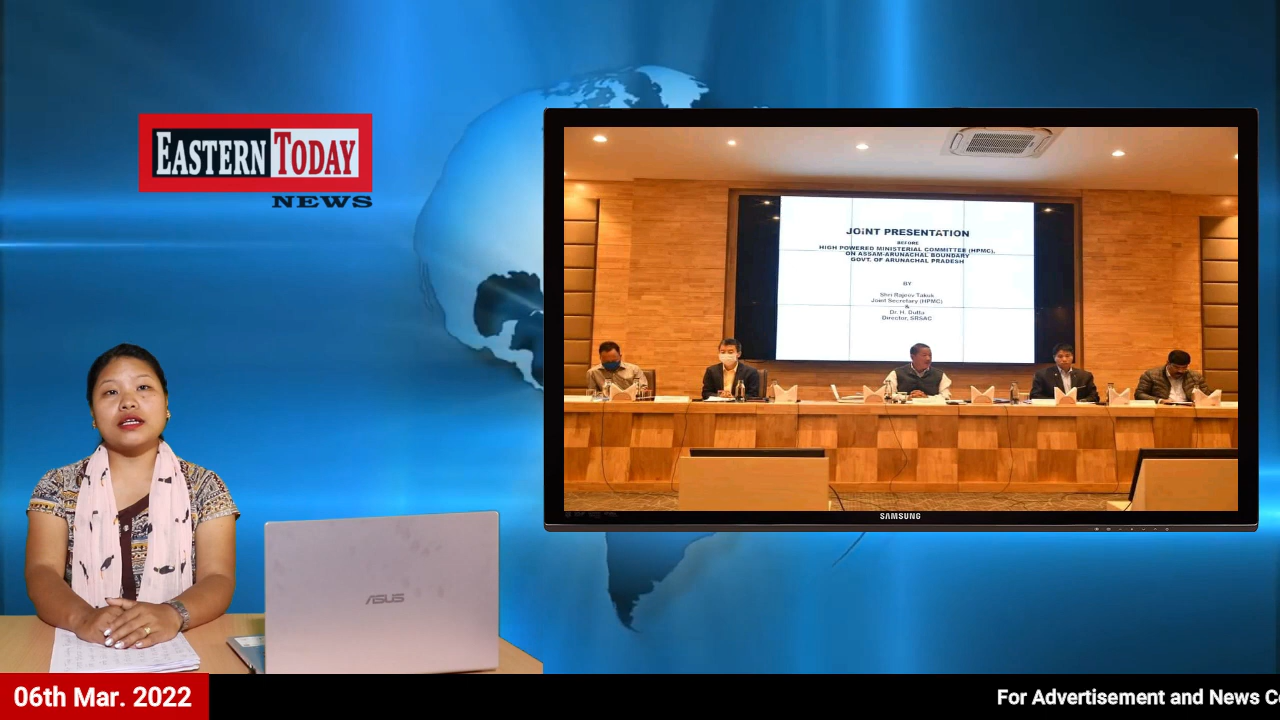 EASTERN TODAY
NEWS
JOINT PRESENTATION
BEFORE
HIGH POWERED MINISTERIAL COMMITTEE (HPMC),
ON ASSAM-ARUNACHAL BOUNDARY
GOVT. OF ARUNACHAL PRADESH
BY
Shri Rajeev Takuk
Joint Secretary (HPMC)
&
Dr. H. Dutta
Director, SRSAC
SAMSUNG
ASUS
06th Mar. 2022
For Advertisement and News Co